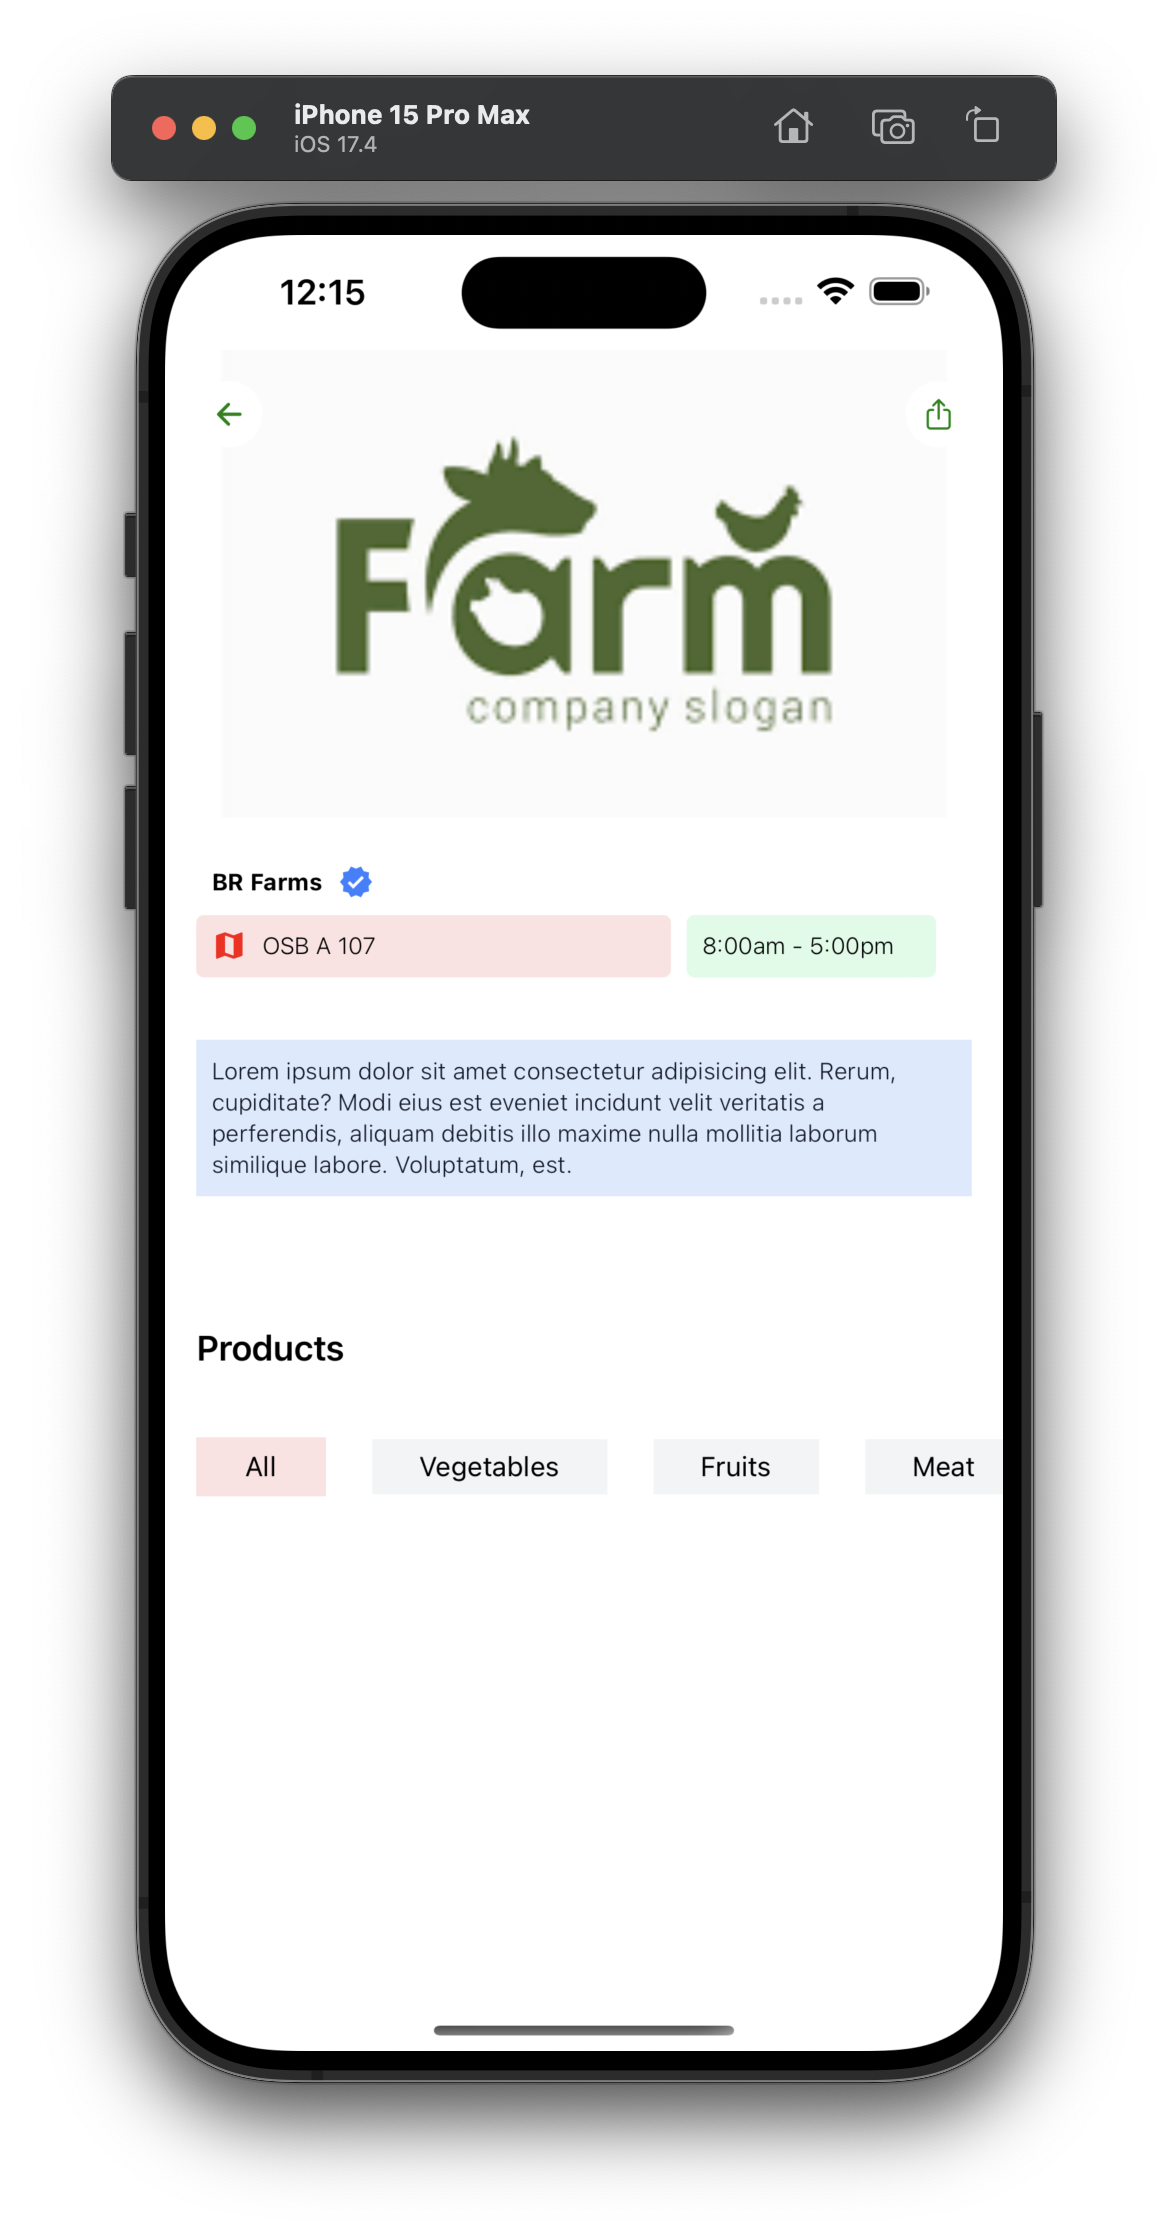 iPhone 15 Pro Max
iOS 17.4
12:15
Farm
company slogan
BR Farms
OSB A 107
8:00am - 5:00pm
Lorem ipsum dolor sit amet consectetur adipisicing elit. Rerum,
cupiditate? Modi eius est eveniet incidunt velit veritatis a
perferendis, aliquam debitis illo maxime nulla mollitia laborum
similique labore. Voluptatum, est.
Products
All
Vegetables
Fruits
Meat